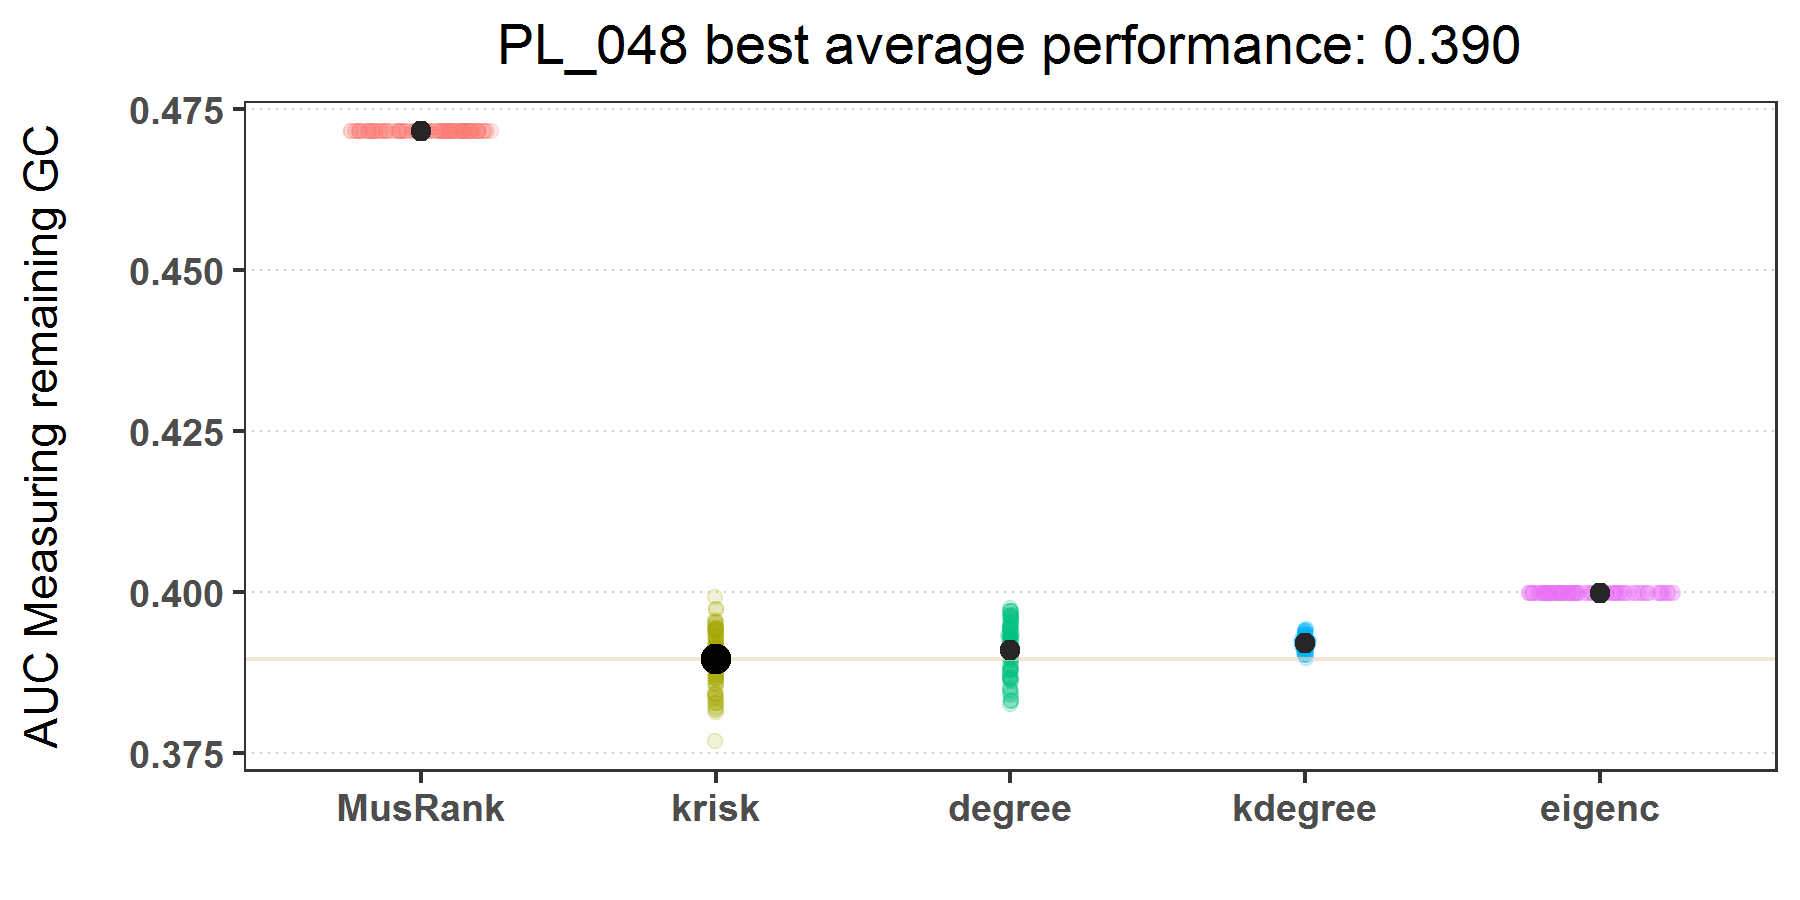 PL_048 best average performance: 0.390
AUC Measuring remaining GC
0.475
0.450
0.425
0.400
0.375
MusRank krisk degree kdegree eigenc